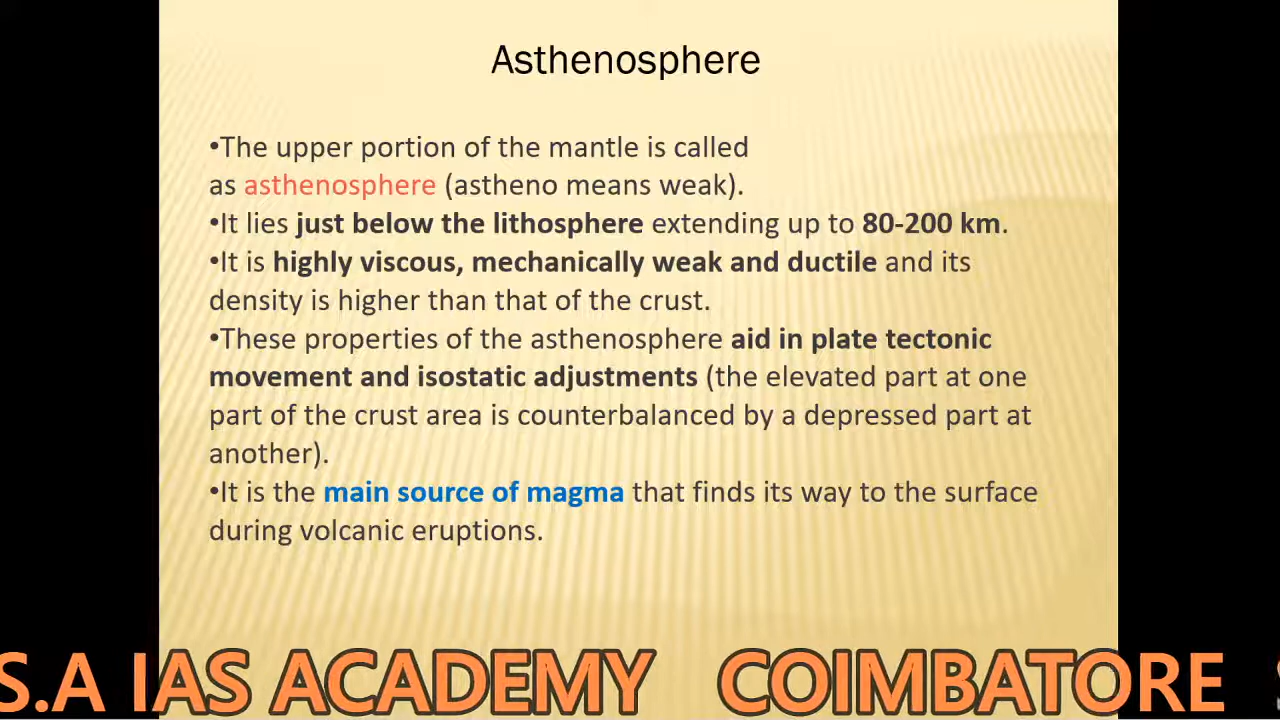 Asthenosphere
•The upper portion of the mantle is called
as asthenosphere (astheno means weak).
•It lies just below the lithosphere extending up to 80-200 km.
•It is highly viscous, mechanically weak and ductile and its
density is higher than that of the crust.
•These properties of the asthenosphere aid in plate tectonic
movement and isostatic adjustments (the elevated part at one
part of the crust area is counterbalanced by a depressed part at
another).
•It is the main source of magma that finds its way to the surface
during volcanic eruptions.
S.A IAS ACADEMY COIMBATORE